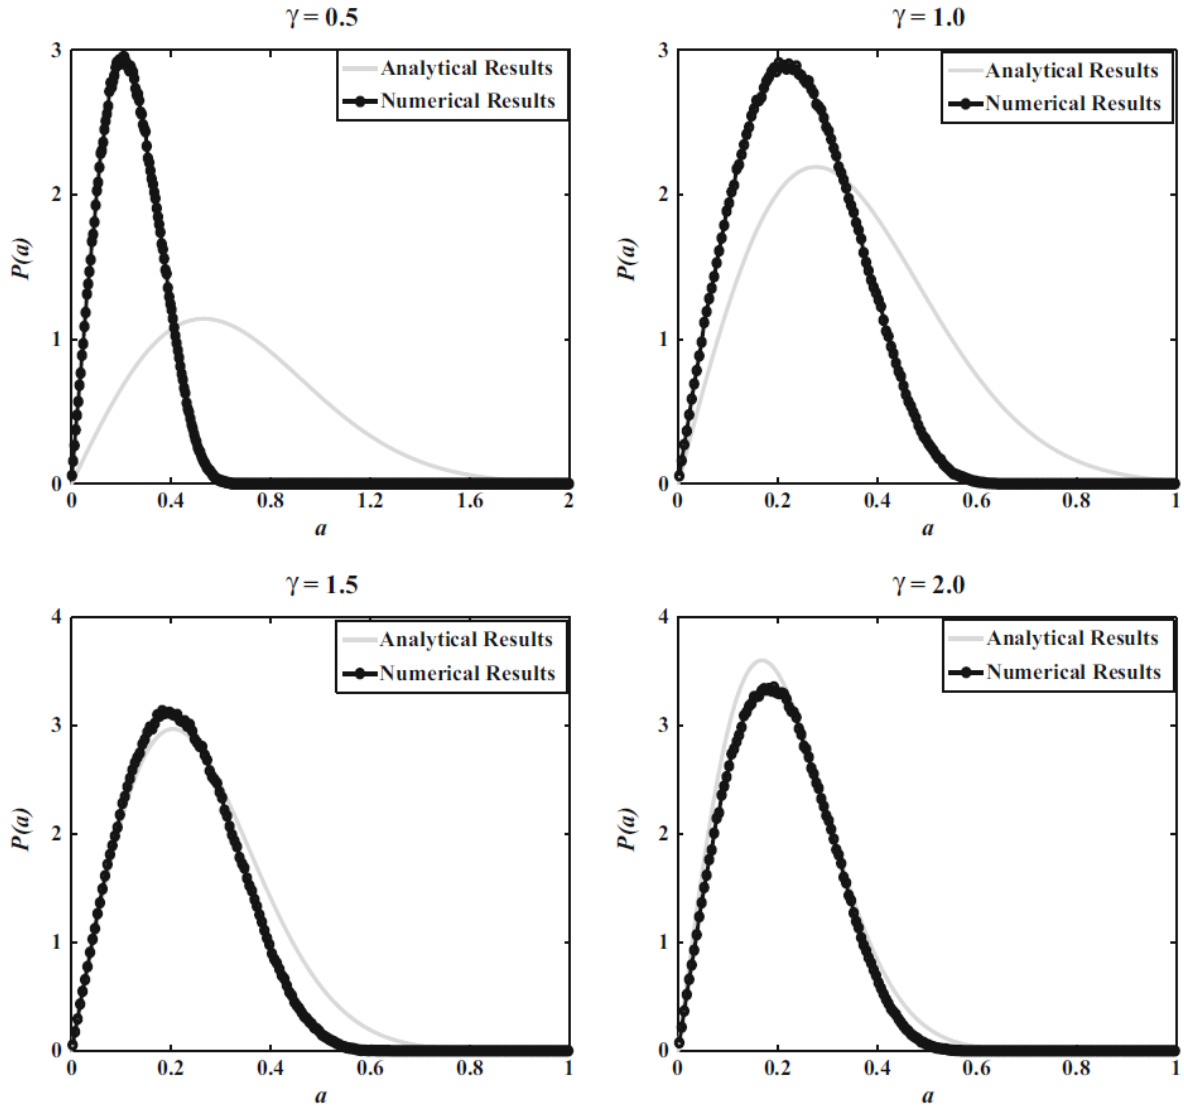 γ = 0.5
3
2
1
0
P(a)
Analytical Results
Numerical Results
0 0.4 0.8 1.2 1.6 2
a
γ = 1.0
3
2
1
0
P(a)
Analytical Results
Numerical Results
0 0.2 0.4 0.6 0.8 1
a
γ = 1.5
4
3
2
1
0
P(a)
Analytical Results
Numerical Results
0 0.2 0.4 0.6 0.8 1
a
γ = 2.0
4
3
2
1
0
P(a)
Analytical Results
Numerical Results
0 0.2 0.4 0.6 0.8 1
a